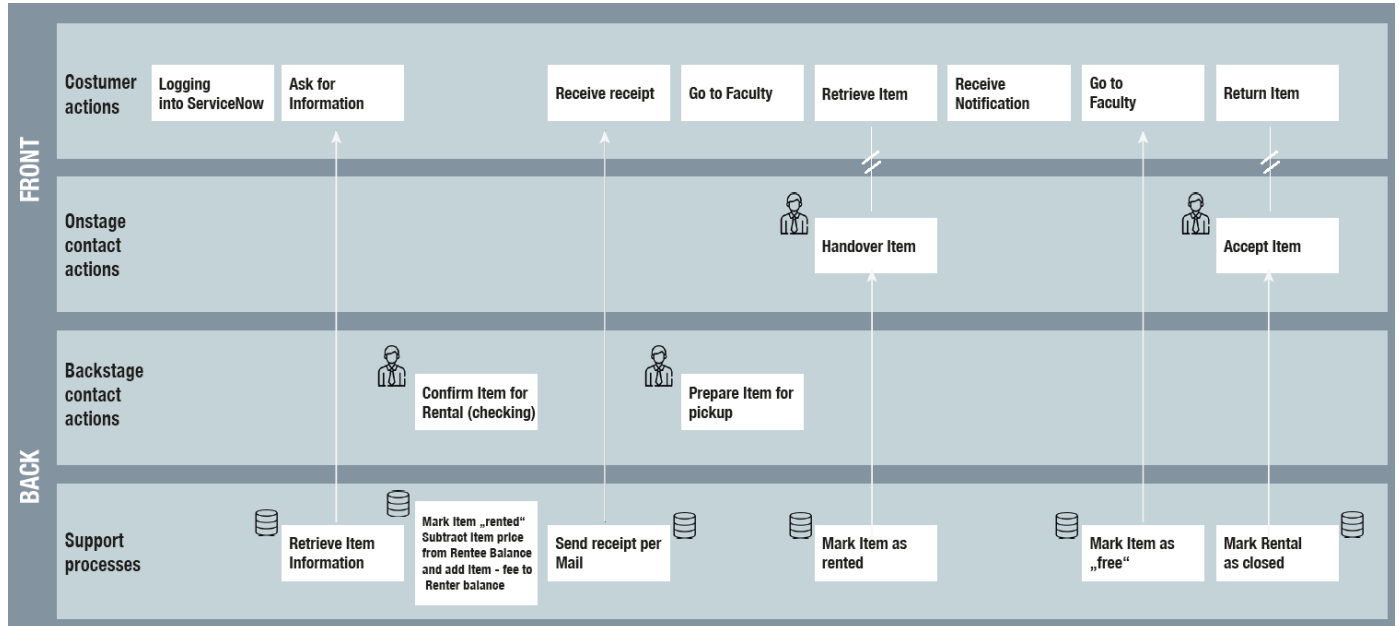 FRONT
Costumer
actions
Logging
into ServiceNow
Ask for
Information
Receive receipt
Go to Faculty
Retrieve Item
Receive
Notification
Go to
Faculty
Return Item
Onstage
contact
actions
Handover Item
Accept Item
BACK
Backstage
contact
actions
Confirm Item for
Rental (checking)
Prepare Item for
pickup
Support
processes
Retrieve Item
Information
Mark Item „rented“
Subtract Item price
from Rentee Balance
and add Item - fee to
Renter balance
Send receipt per
Mail
Mark Item as
rented
Mark Item as
„free“
Mark Rental
as closed